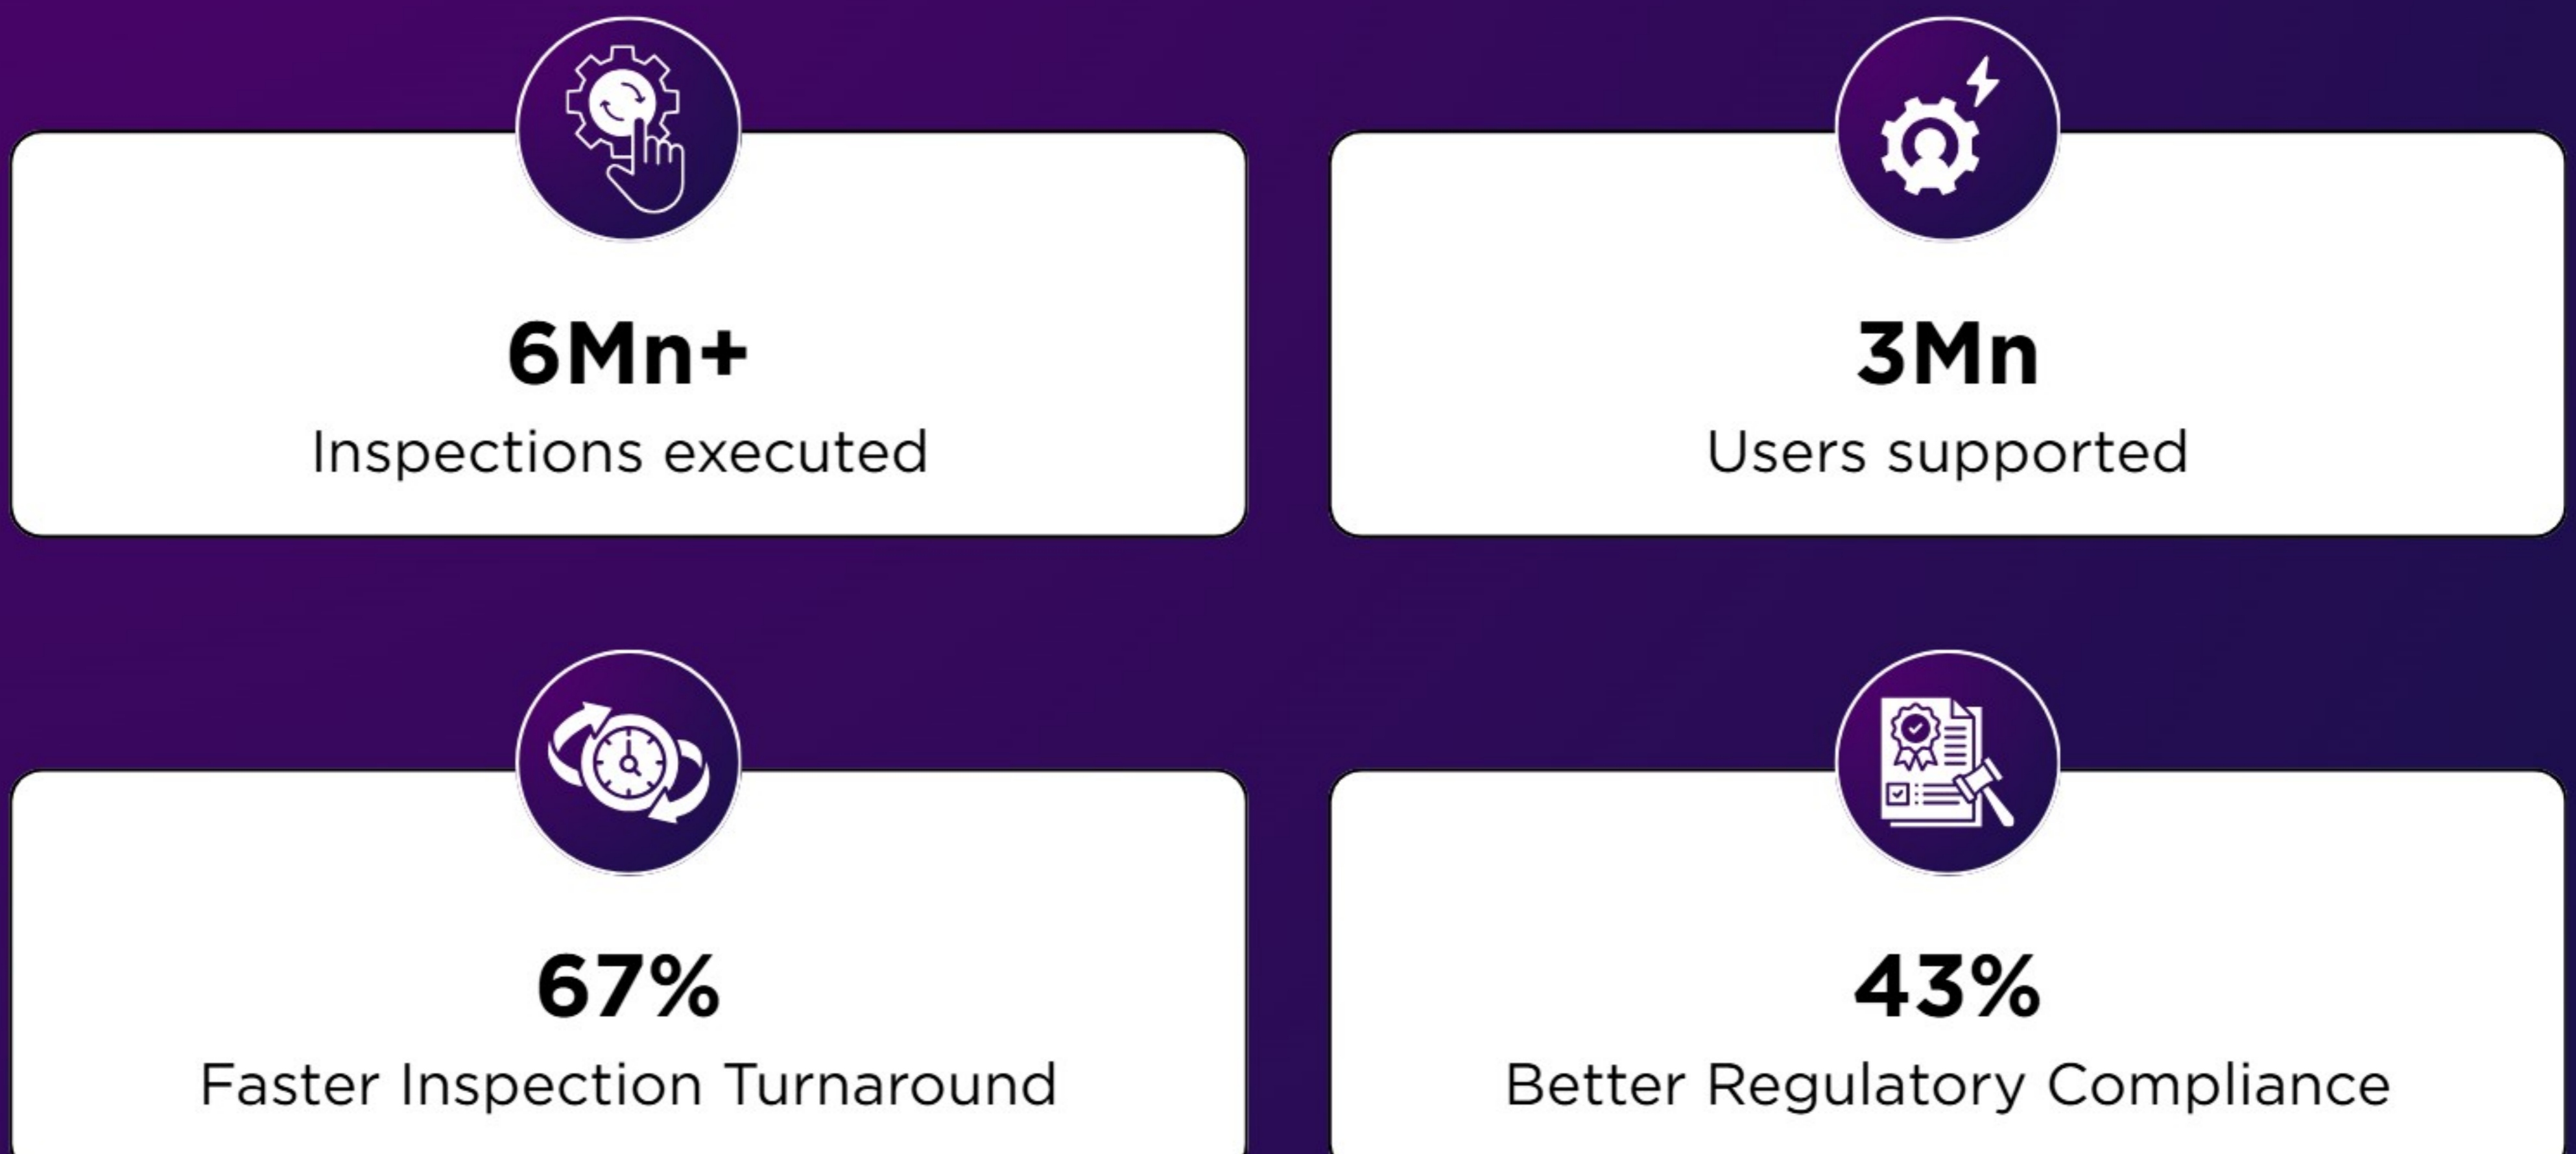 6Mn+
Inspections executed
3Mn
Users supported
67%
Faster Inspection Turnaround
43%
Better Regulatory Compliance